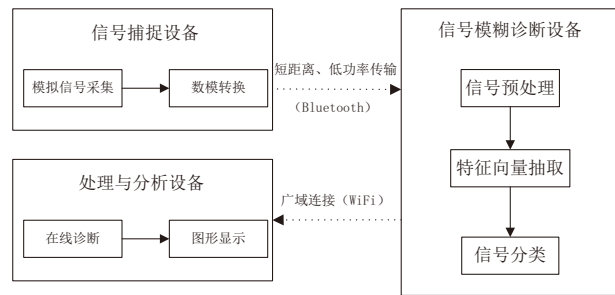 信号捕捉设备
模拟信号采集
数模转换
短距离、低功率传输
（Bluetooth）
信号模糊诊断设备
信号预处理
特征向量抽取
信号分类
处理与分析设备
在线诊断
图形显示
广域连接（WiFi）